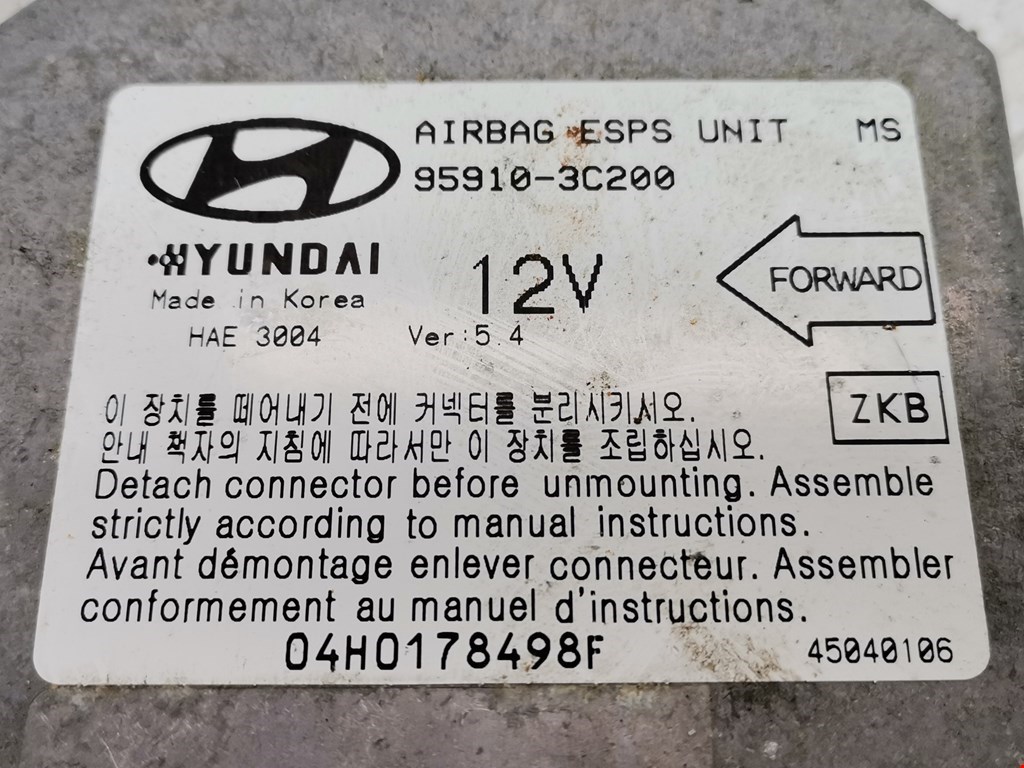 AIRBAG ESPS UNIT MS
95910-3C200
HYUNDAI
12V
FORWARD
Made in Korea
HAE 3004 Ver:5.4
ZKB
이 장치를 떼어내기 전에 커넥터를 분리시키시오.
안내 책자의 지침에 따라서만 이 장치를 조립하십시오.
Detach connector before unmounting. Assemble
strictly according to manual instructions.
Avant démontage enlever connecteur. Assembler
conformement au manuel d'instructions.
04H0178498F 45040106